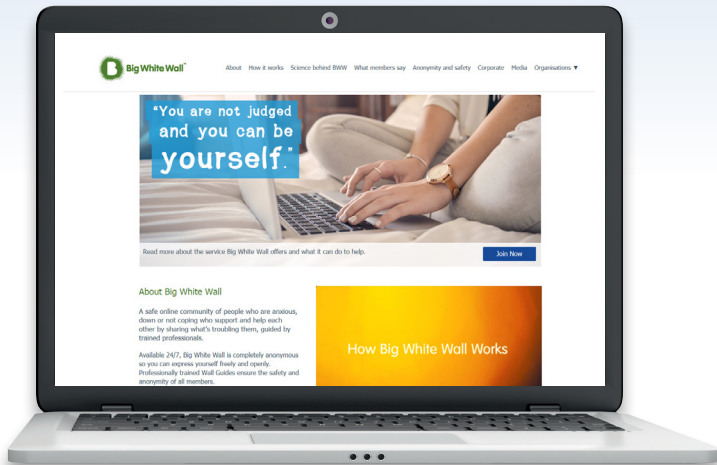 Big White Wall™
About How it works Science behind BWW What members say Anonymity and safety Corporate Media Organisations ▼
"You are not judged
and you can be
yourself."
Read more about the service Big White Wall offers and what it can do to help.
Join Now
About Big White Wall
A safe online community of people who are anxious,
down or not coping who support and help each
other by sharing what's troubling them, guided by
trained professionals.
Available 24/7, Big White Wall is completely anonymous
so you can express yourself freely and openly.
Professionally trained Wall Guides ensure the safety and
anonymity of all members.
How Big White Wall Works